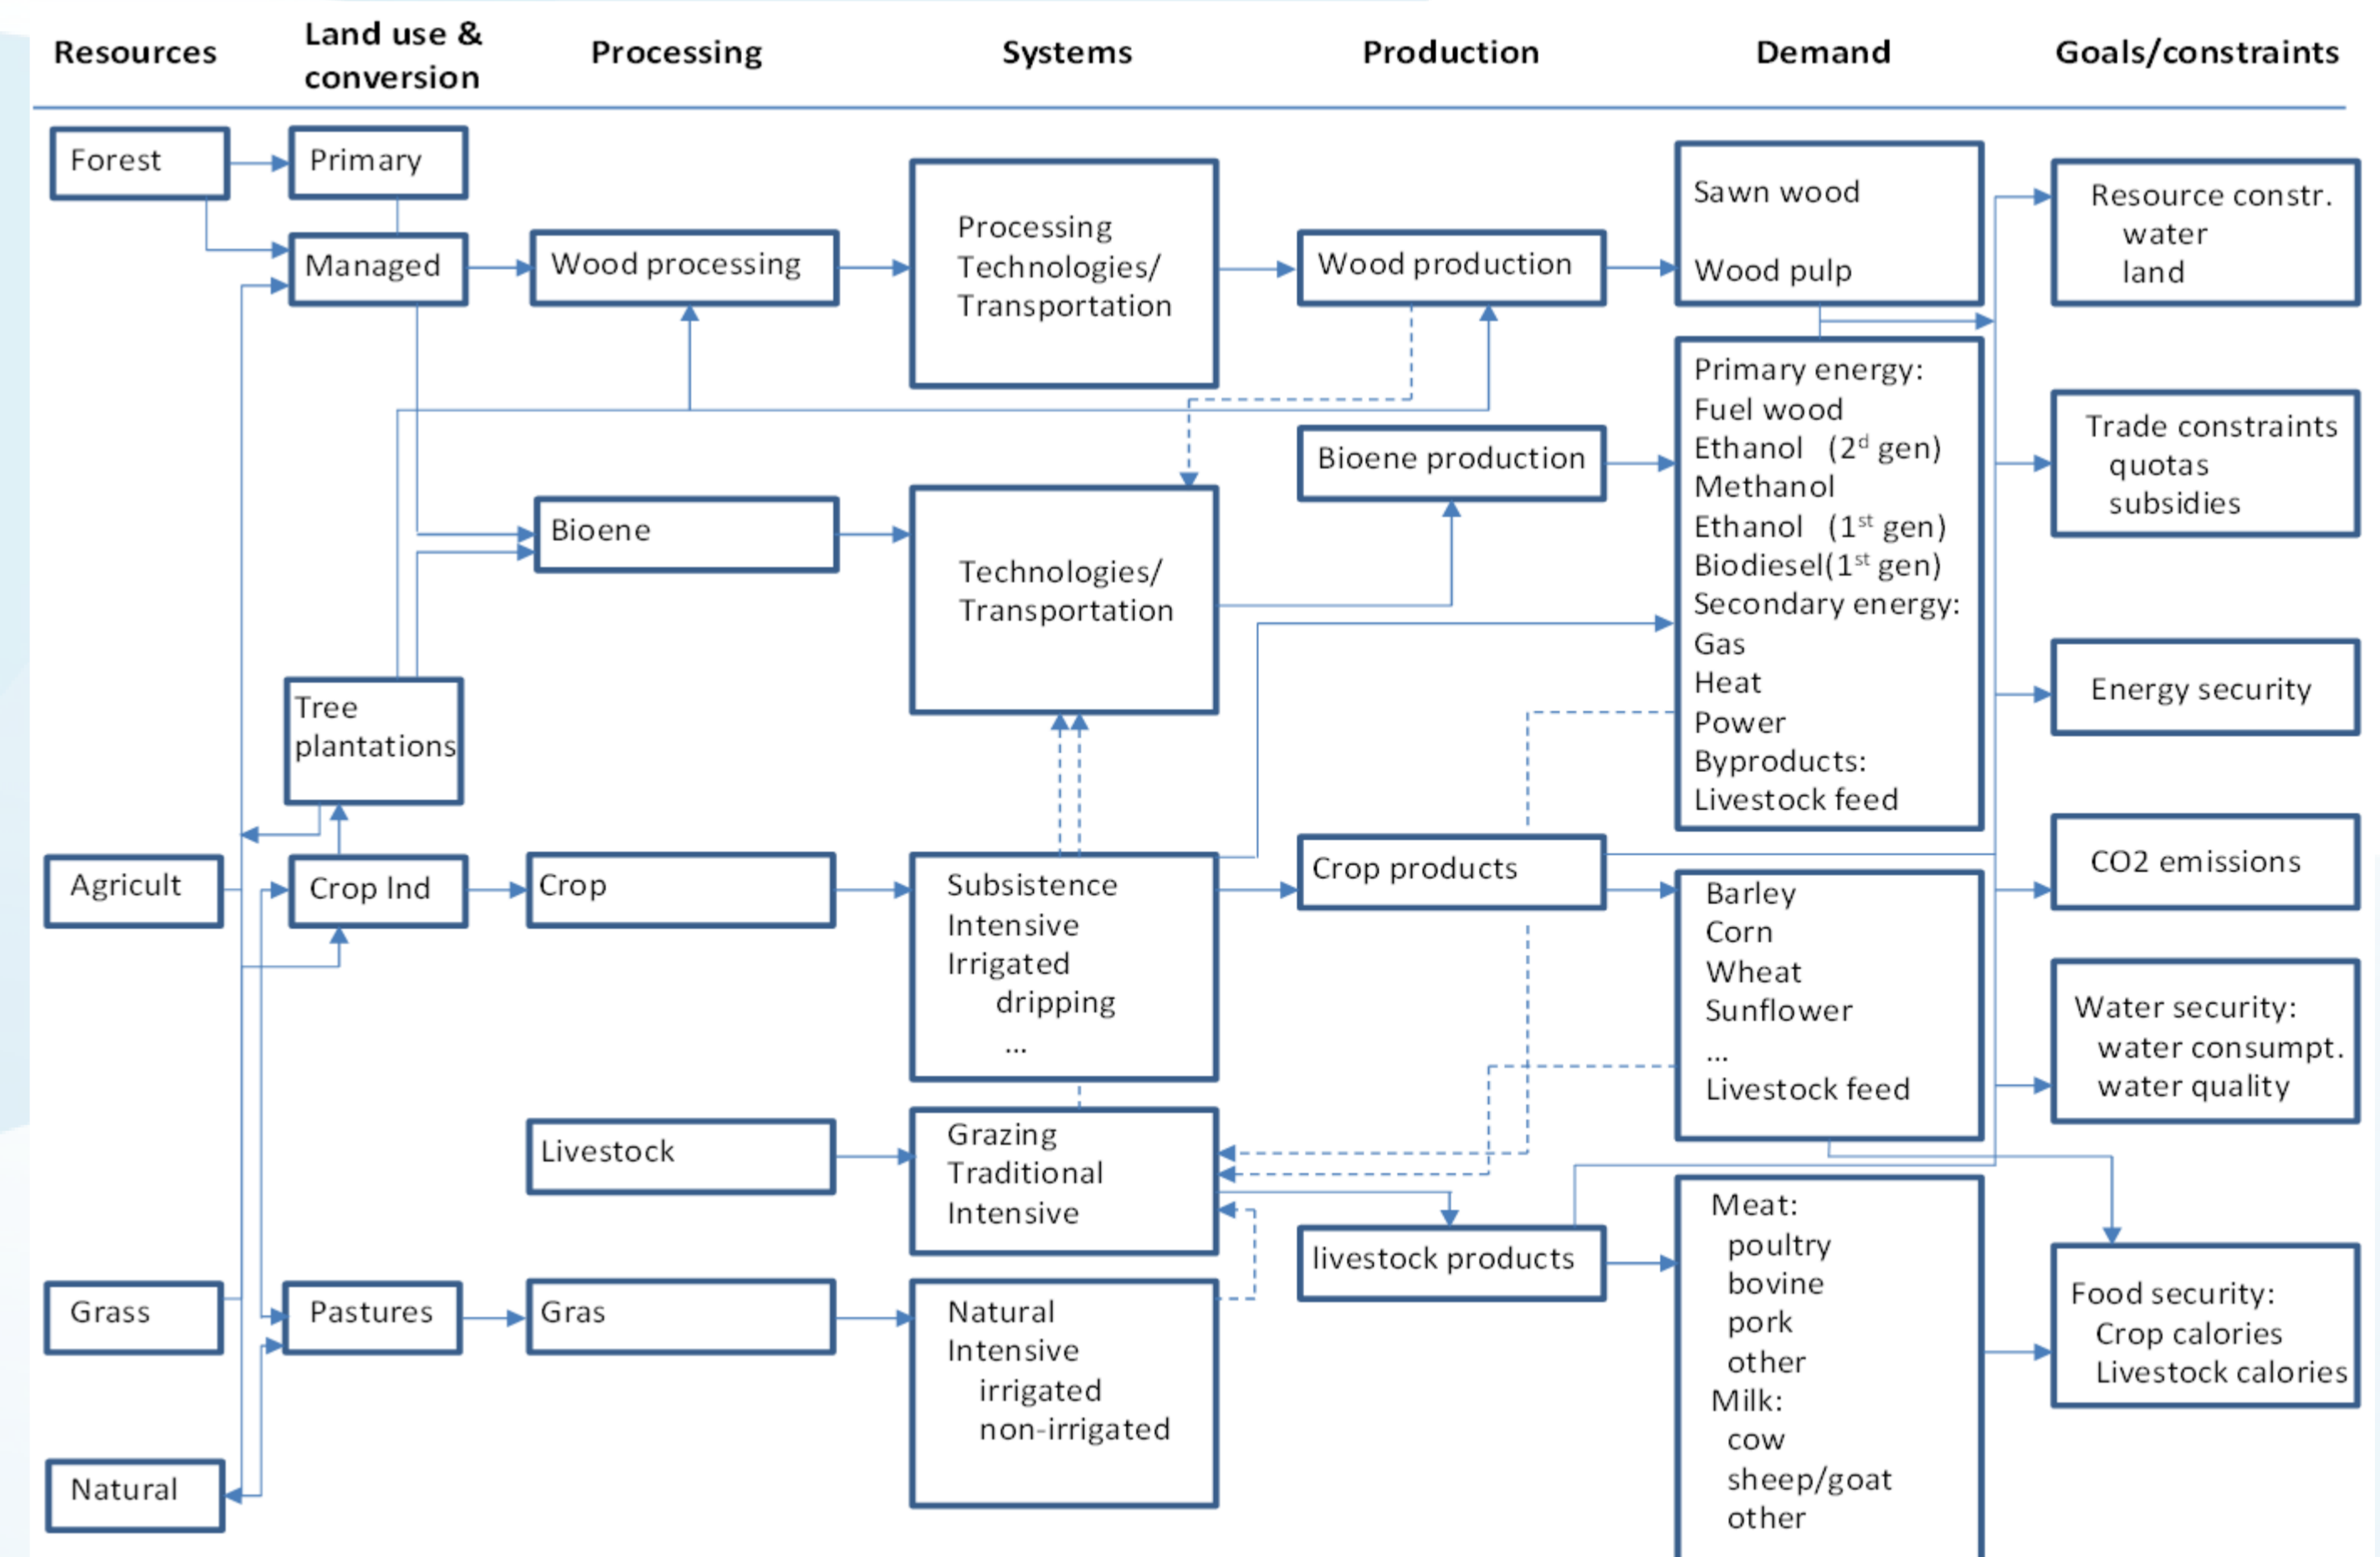 Resources
Land use &
conversion
Processing
Systems
Production
Demand
Goals/constraints
Forest
Primary
Managed
Wood processing
Processing
Technologies/
Transportation
Wood production
Sawn wood
Wood pulp
Resource constr.
water
land
Bioene
Technologies/
Transportation
Bioene production
Primary energy:
Fuel wood
Ethanol (2d gen)
Methanol
Ethanol (1st gen)
Biodiesel(1st gen)
Secondary energy:
Gas
Heat
Power
Byproducts:
Livestock feed
Trade constraints
quotas
subsidies
Energy security
Tree
plantations
Agricult
Crop Ind
Crop
Subsistence
Intensive
Irrigated
dripping
...
Crop products
Barley
Corn
Wheat
Sunflower
...
Livestock feed
CO2 emissions
Water security:
water consumpt.
water quality
Livestock
Grazing
Traditional
Intensive
livestock products
Grass
Pastures
Gras
Natural
Intensive
irrigated
non-irrigated
Meat:
poultry
bovine
pork
other
Milk:
cow
sheep/goat
other
Food security:
Crop calories
Livestock calories
Natural